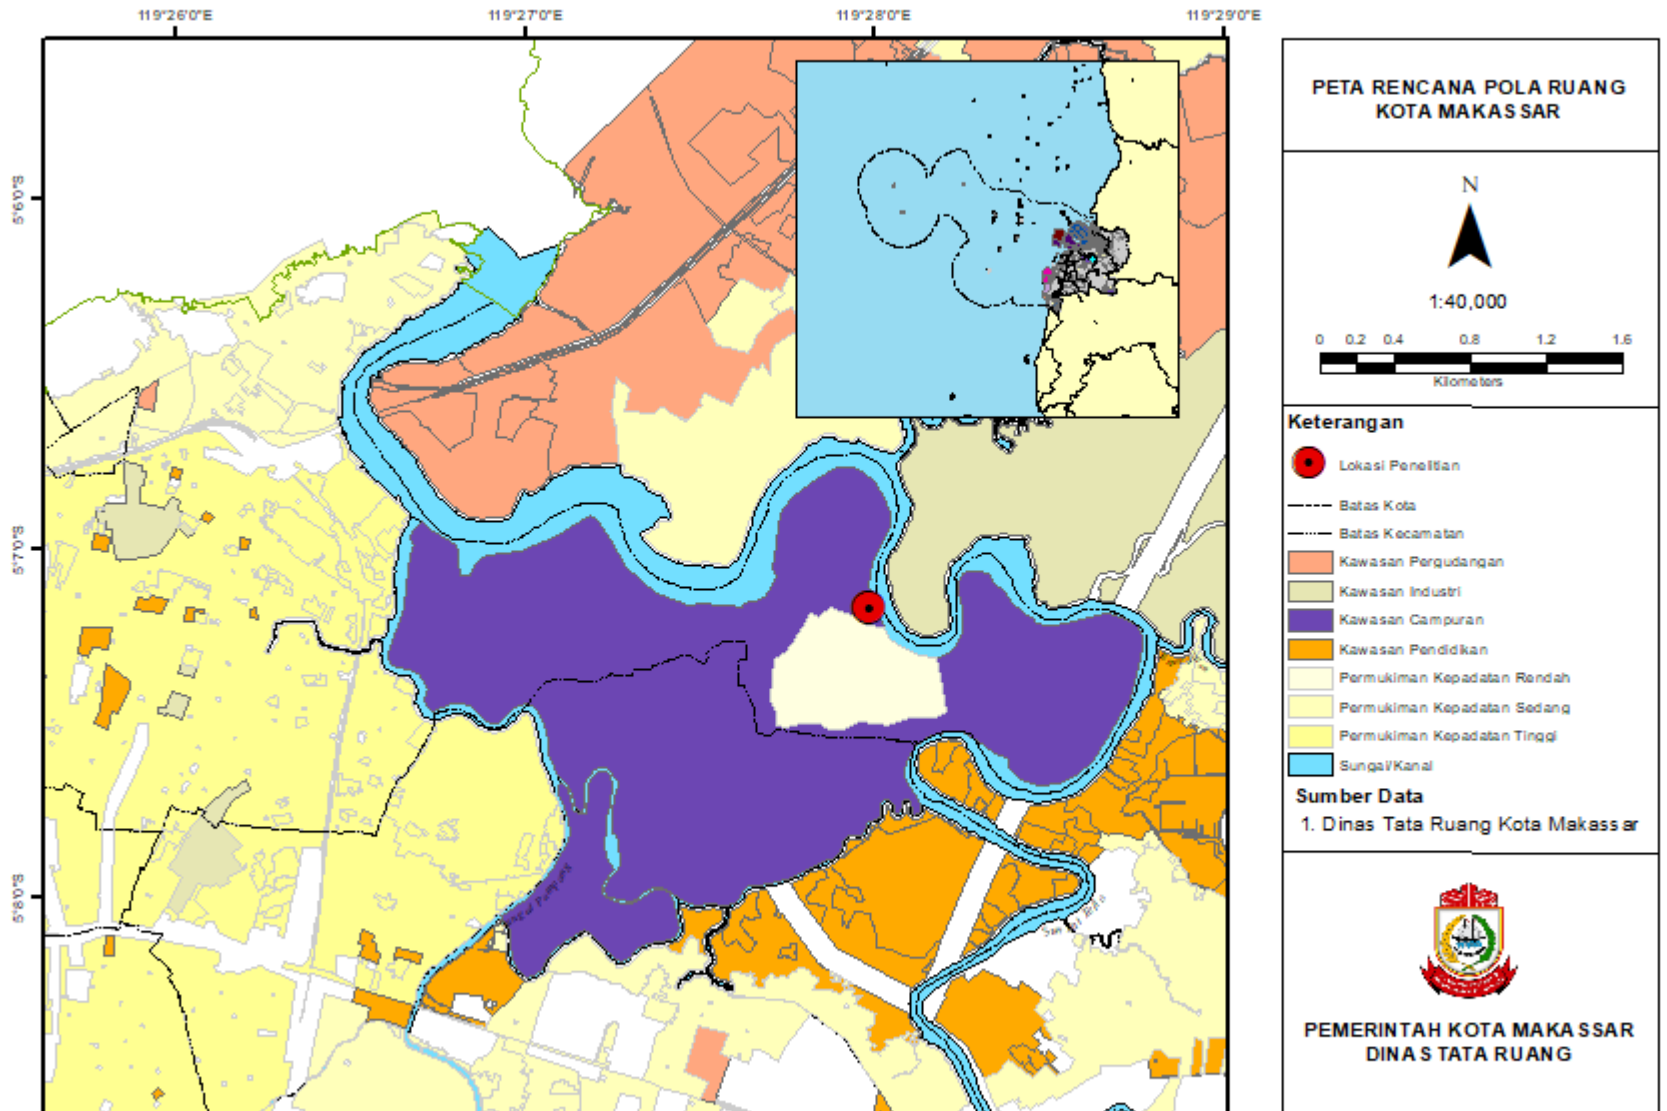 119°26'0"E
119°27'0"E
119°28'0"E
119°29'0"E
5°6'0"S
5°7'0"S
5°8'0"S
PETA RENCANA POLA RUANG
KOTA MAKASSAR
N
1:40,000
0 0.2 0.4 0.8 1.2 1.6
Kilometers
Keterangan
Lokasi Penelitian
Batas Kota
Batas Kecamatan
Kawasan Pergudangan
Kawasan Industri
Kawasan Campuran
Kawasan Pendidikan
Permukiman Kepadatan Rendah
Permukiman Kepadatan Sedang
Permukiman Kepadatan Tinggi
Sungai/Kanal
Sumber Data
1. Dinas Tata Ruang Kota Makassar
PEMERINTAH KOTA MAKASSAR
DINAS TATA RUANG